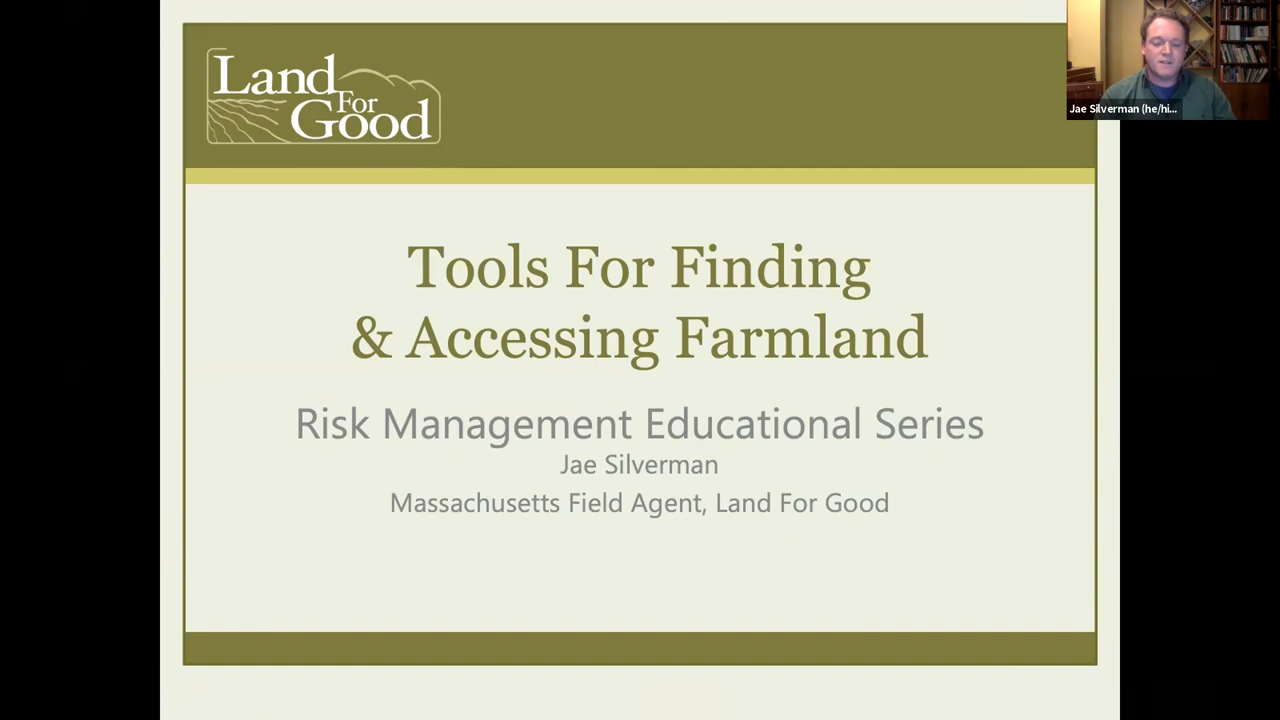 Land
For
Good
Jae Silverman (he/hi...
Tools For Finding
& Accessing Farmland
Risk Management Educational Series
Jae Silverman
Massachusetts Field Agent, Land For Good